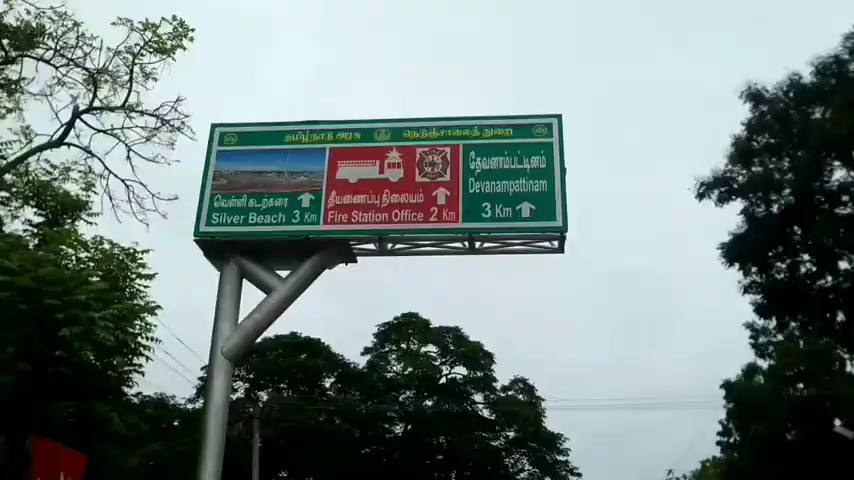 தமிழ்நாடு அரசு நெடுஞ்சாலைத் துறை
வெள்ளி கடற்கரை
Silver Beach 3 Km
தீயணைப்பு நிலையம்
Fire Station Office 2 Km
தேவனாம்பட்டினம்
Devanampattinam
3 Km